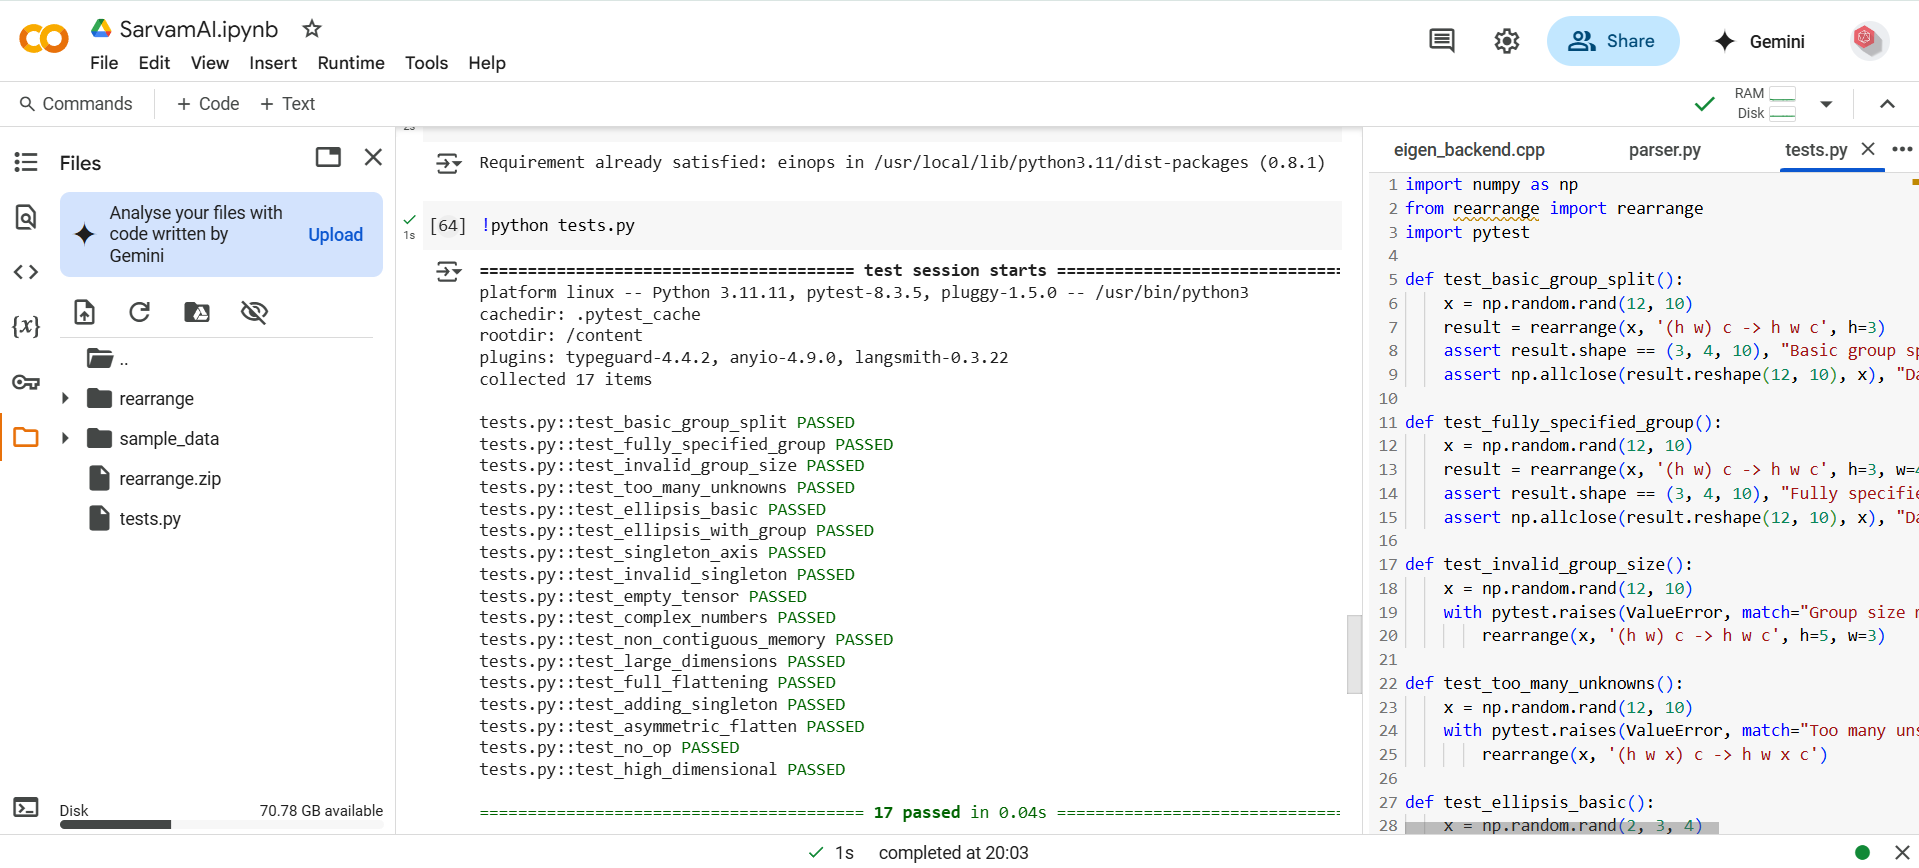 SarvamAI.ipynb
File Edit View Insert Runtime Tools Help
Share
Gemini
Commands
+ Code + Text
RAM
Disk
Files
Analyse your files with
code written by
Gemini
Upload
{x}
..
rearrange
sample_data
rearrange.zip
tests.py
Disk 70.78 GB available
Requirement already satisfied: einops in /usr/local/lib/python3.11/dist-packages (0.8.1)
1s
[64] !python tests.py
======================================= test session starts ==============================
platform linux -- Python 3.11.11, pytest-8.3.5, pluggy-1.5.0 -- /usr/bin/python3
cachedir: .pytest_cache
rootdir: /content
plugins: typeguard-4.4.2, anyio-4.9.0, langsmith-0.3.22
collected 17 items
tests.py::test_basic_group_split PASSED
tests.py::test_fully_specified_group PASSED
tests.py::test_invalid_group_size PASSED
tests.py::test_too_many_unknowns PASSED
tests.py::test_ellipsis_basic PASSED
tests.py::test_ellipsis_with_group PASSED
tests.py::test_singleton_axis PASSED
tests.py::test_invalid_singleton PASSED
tests.py::test_empty_tensor PASSED
tests.py::test_complex_numbers PASSED
tests.py::test_non_contiguous_memory PASSED
tests.py::test_large_dimensions PASSED
tests.py::test_full_flattening PASSED
tests.py::test_adding_singleton PASSED
tests.py::test_asymmetric_flatten PASSED
tests.py::test_no_op PASSED
tests.py::test_high_dimensional PASSED
======================================== 17 passed in 0.04s ==============================
eigen_backend.cpp parser.py tests.py
1 import numpy as np
2 from rearrange import rearrange
3 import pytest
4
5 def test_basic_group_split():
6 x = np.random.rand(12, 10)
7 result = rearrange(x, '(h w) c -> h w c', h=3)
8 assert result.shape == (3, 4, 10), "Basic group sp
9 assert np.allclose(result.reshape(12, 10), x), "Da
10
11 def test_fully_specified_group():
12 x = np.random.rand(12, 10)
13 result = rearrange(x, '(h w) c -> h w c', h=3, w=4
14 assert result.shape == (3, 4, 10), "Fully specifie
15 assert np.allclose(result.reshape(12, 10), x), "Da
16
17 def test_invalid_group_size():
18 x = np.random.rand(12, 10)
19 with pytest.raises(ValueError, match="Group size
20 rearrange(x, '(h w) c -> h w c', h=5, w=3)
21
22 def test_too_many_unknowns():
23 x = np.random.rand(12, 10)
24 with pytest.raises(ValueError, match="Too many uns
25 rearrange(x, '(h w x) c -> h w x c')
26
27 def test_ellipsis_basic():
28 x = np.random.rand(2, 3, 4)
1s completed at 20:03